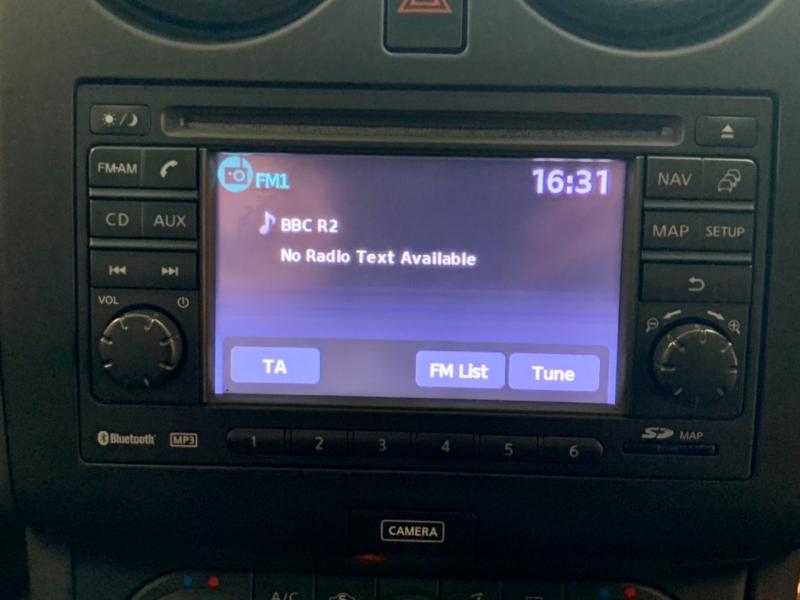 FM·AM
CD AUX
VOL
FM1
16:31
BBC R2
No Radio Text Available
TA
FM List
Tune
NAV
MAP SETUP
Bluetooth
MP3
1 2 3 4 5 6
SD MAP
CAMERA
A/C